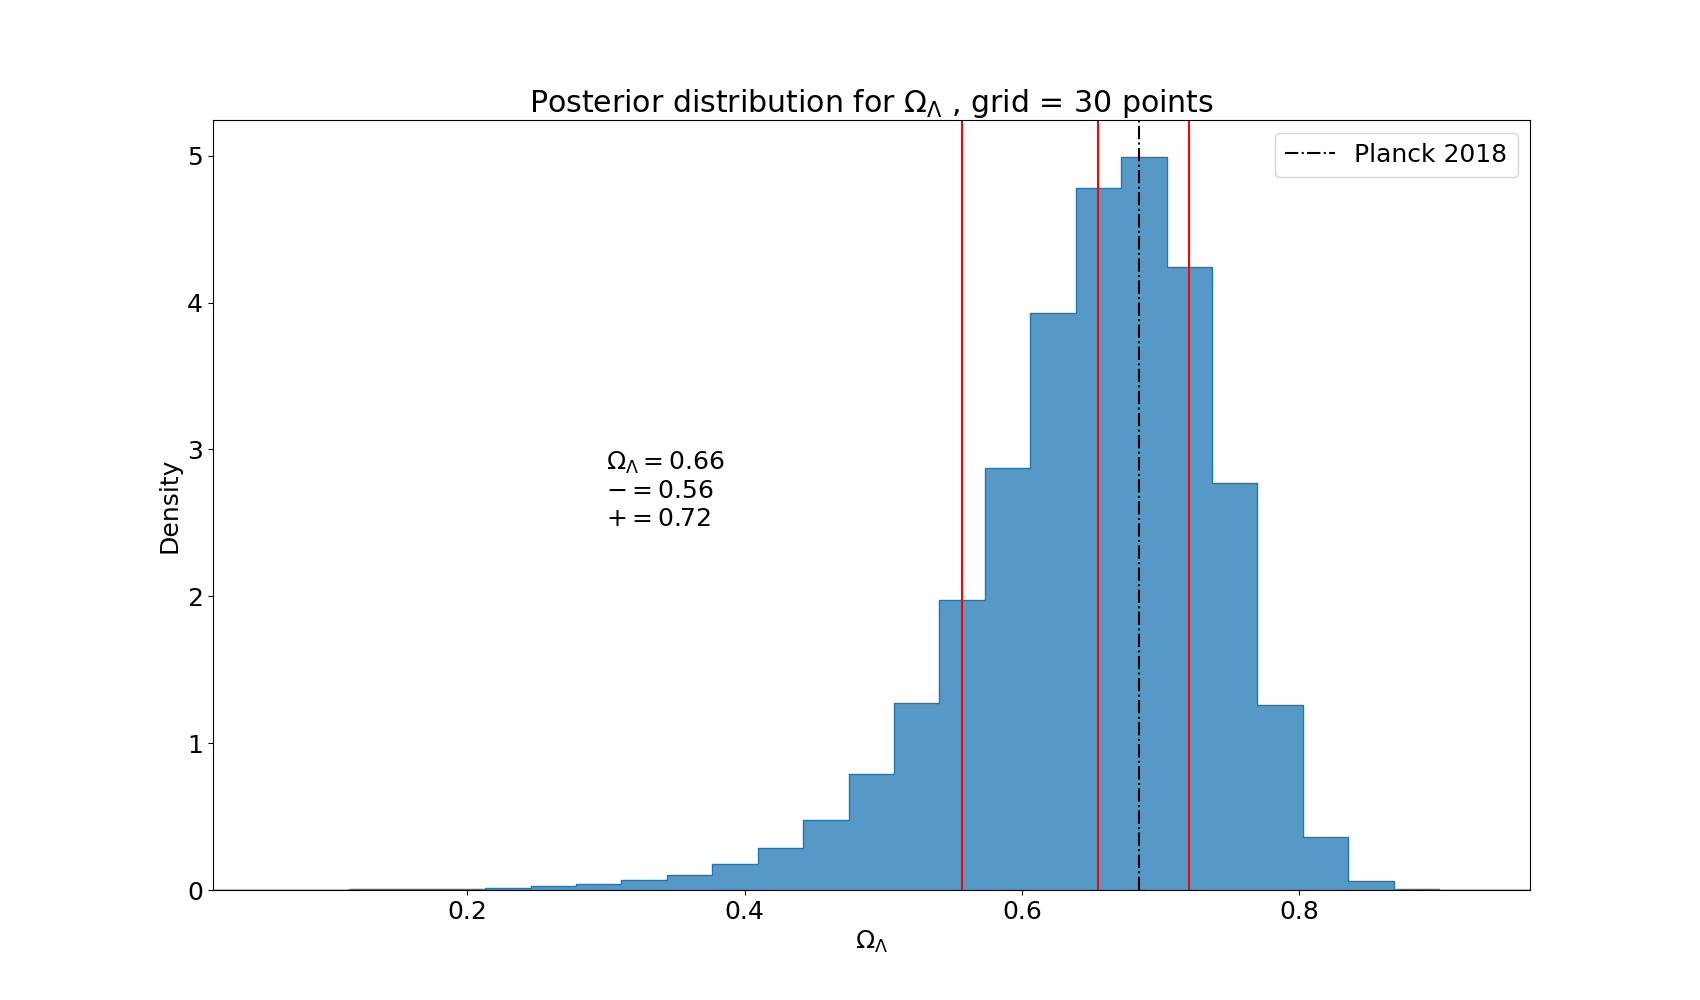 Posterior distribution for Ω_Λ , grid = 30 points
Planck 2018
5
4
3
2
1
0
Density
Ω_Λ = 0.66
− = 0.56
+ = 0.72
0.2 0.4 0.6 0.8
Ω_Λ